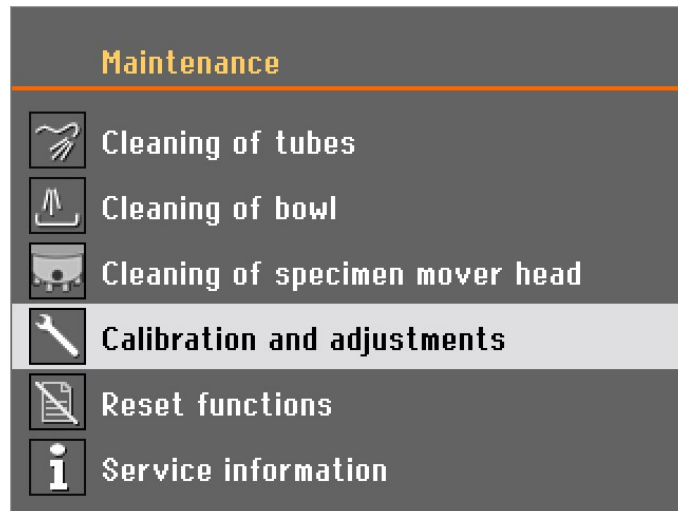 Maintenance
Cleaning of tubes
Cleaning of bowl
Cleaning of specimen mover head
Calibration and adjustments
Reset functions
Service information